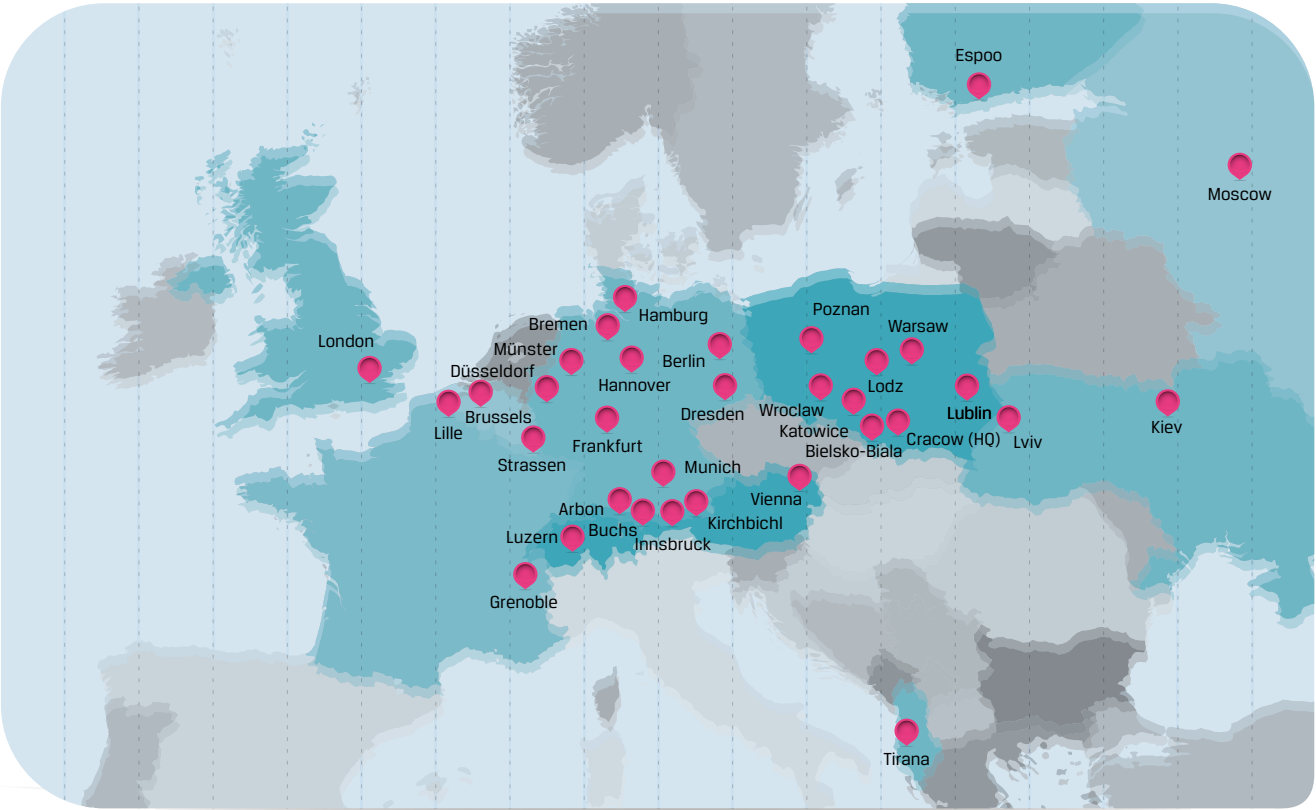 Espoo
Moscow
Poznan
Hamburg
Bremen
Warsaw
London
Münster
Berlin
Düsseldorf
Hannover
Lodz
Dresden
Wroclaw
Lublin
Brussels
Kiev
Lille
Katowice
Cracow (HQ)
Lviv
Frankfurt
Bielsko-Biala
Strassen
Munich
Vienna
Arbon
Kirchbichl
Buchs
Luzern
Innsbruck
Grenoble
Tirana